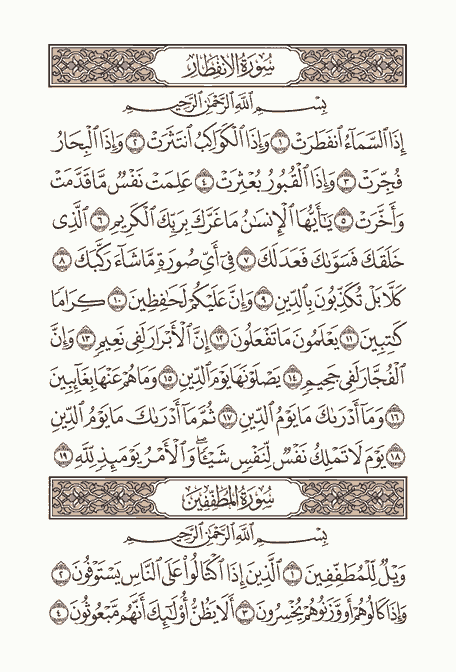 سُورَةُ الِانفِطَارِ
بِسْمِ ٱللَّهِ ٱلرَّحْمَٰنِ ٱلرَّحِيمِ
إِذَا ٱلسَّمَآءُ ٱنفَطَرَتْ ١ وَإِذَا ٱلْكَوَاكِبُ ٱنتَثَرَتْ ٢ وَإِذَا ٱلْبِحَارُ
فُجِّرَتْ ٣ وَإِذَا ٱلْقُبُورُ بُعْثِرَتْ ٤ عَلِمَتْ نَفْسٌ مَّا قَدَّمَتْ
وَأَخَّرَتْ ٥ يَٰٓأَيُّهَا ٱلْإِنسَٰنُ مَا غَرَّكَ بِرَبِّكَ ٱلْكَرِيمِ ٦ ٱلَّذِى
خَلَقَكَ فَسَوَّىٰكَ فَعَدَلَكَ ٧ فِىٓ أَىِّ صُورَةٍ مَّا شَآءَ رَكَّبَكَ ٨
كَلَّا بَلْ تُكَذِّبُونَ بِٱلدِّينِ ٩ وَإِنَّ عَلَيْكُمْ لَحَٰفِظِينَ ١٠ كِرَامًا
كَٰتِبِينَ ١١ يَعْلَمُونَ مَا تَفْعَلُونَ ١٢ إِنَّ ٱلْأَبْرَارَ لَفِى نَعِيمٍ ١٣ وَإِنَّ
ٱلْفُجَّارَ لَفِى جَحِيمٍ ١٤ يَصْلَوْنَهَا يَوْمَ ٱلدِّينِ ١٥ وَمَا هُمْ عَنْهَا بِغَآئِبِينَ
١٦ وَمَآ أَدْرَىٰكَ مَا يَوْمُ ٱلدِّينِ ١٧ ثُمَّ مَآ أَدْرَىٰكَ مَا يَوْمُ ٱلدِّينِ
١٨ يَوْمَ لَا تَمْلِكُ نَفْسٌ لِّنَفْسٍ شَيْـًٔا ۖ وَٱلْأَمْرُ يَوْمَئِذٍ لِّلَّهِ ١٩
سُورَةُ المُطَفِّفِينَ
بِسْمِ ٱللَّهِ ٱلرَّحْمَٰنِ ٱلرَّحِيمِ
وَيْلٌ لِّلْمُطَفِّفِينَ ١ ٱلَّذِينَ إِذَا ٱكْتَالُوا۟ عَلَى ٱلنَّاسِ يَسْتَوْفُونَ ٢
وَإِذَا كَالُوهُمْ أَو وَّزَنُوهُمْ يُخْسِرُونَ ٣ أَلَا يَظُنُّ أُو۟لَٰٓئِكَ أَنَّهُم مَّبْعُوثُونَ ٤